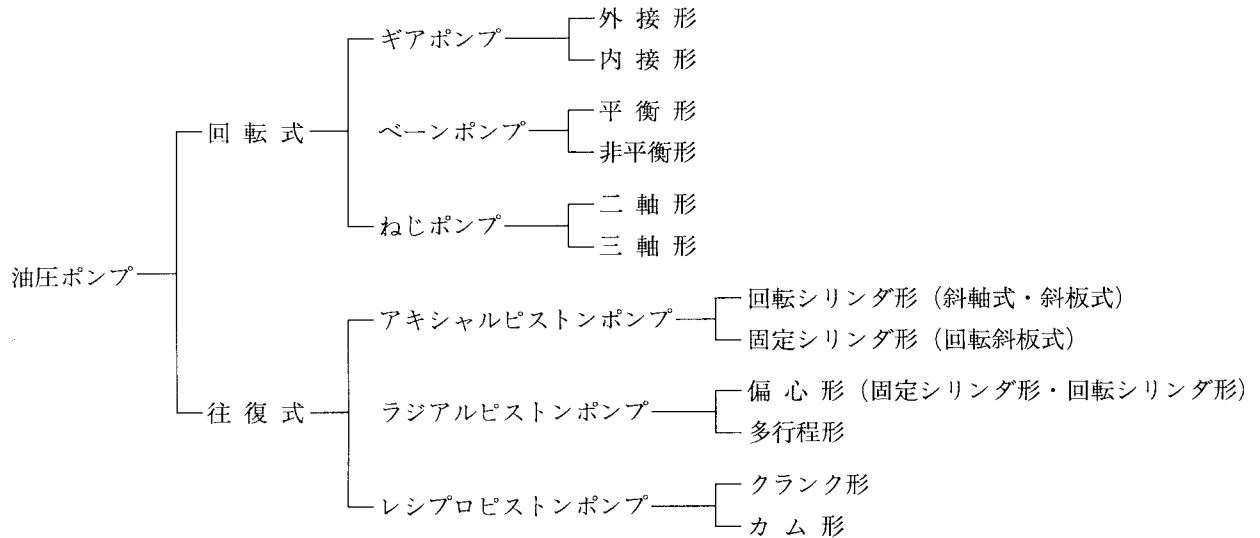 油圧ポンプ
回転式
ギアポンプ
外接形
内接形
ベーンポンプ
平衡形
非平衡形
ねじポンプ
二軸形
三軸形
往復式
アキシャルピストンポンプ
回転シリンダ形（斜軸式・斜板式）
固定シリンダ形（回転斜板式）
ラジアルピストンポンプ
偏心形（固定シリンダ形・回転シリンダ形）
多行程形
レシプロピストンポンプ
クランク形
カム形